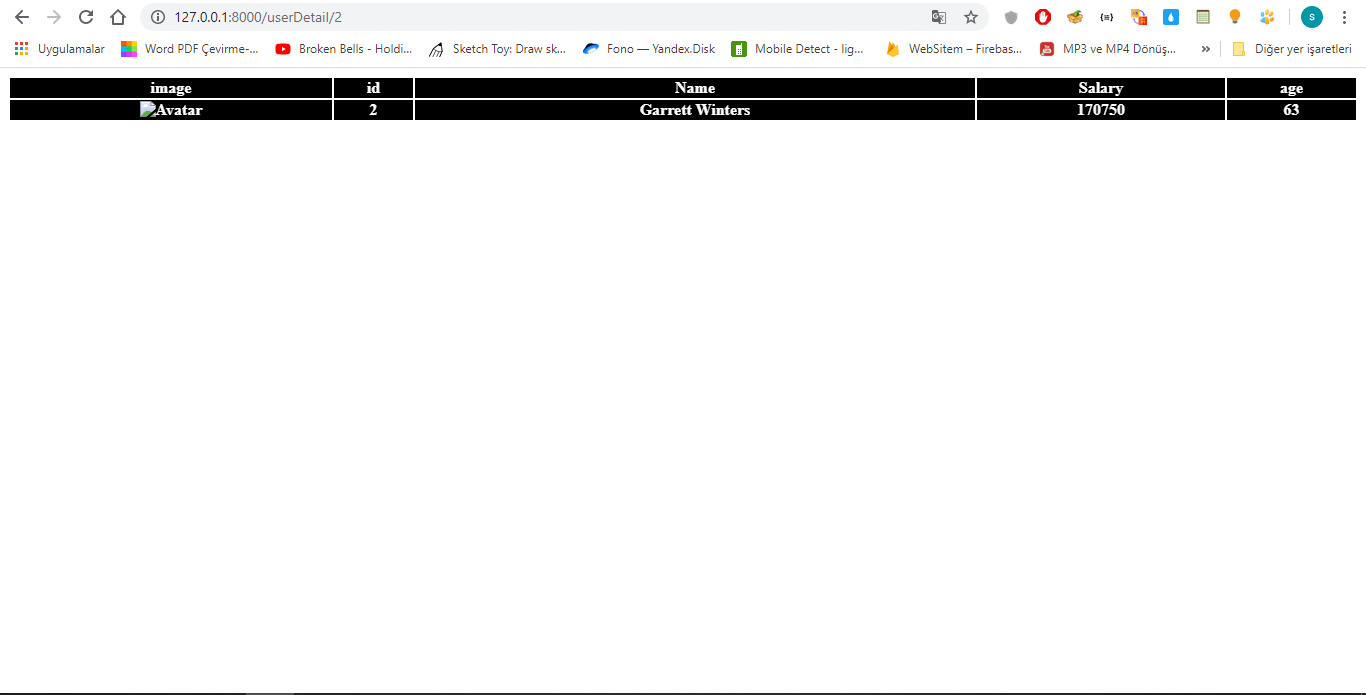 127.0.0.1:8000/userDetail/2
Uygulamalar Word PDF Çevirme-... Broken Bells - Holdi... Sketch Toy: Draw sk... Fono — Yandex.Disk Mobile Detect - lig... WebSitem – Firebas... MP3 ve MP4 Dönüş... » Diğer yer işaretleri
image id Name Salary age
Avatar 2 Garrett Winters 170750 63